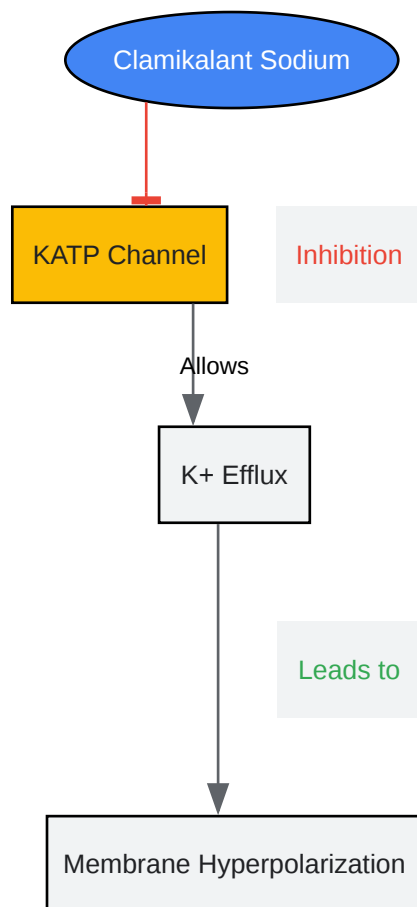 Clamikalant Sodium
KATP Channel
Inhibition
Allows
K+ Efflux
Leads to
Membrane Hyperpolarization